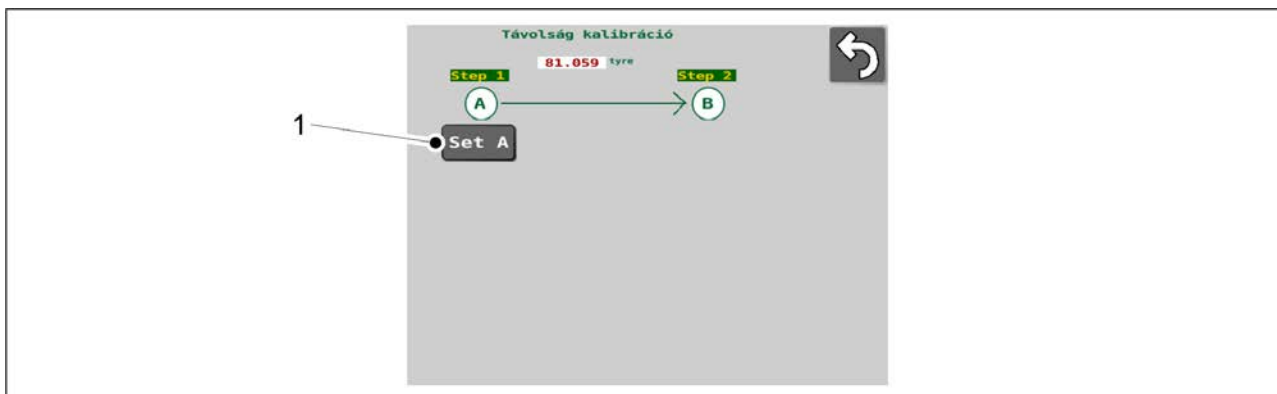 Távolság kalibráció
81.059 tyre
Step 1 Step 2
A B
1
Set A